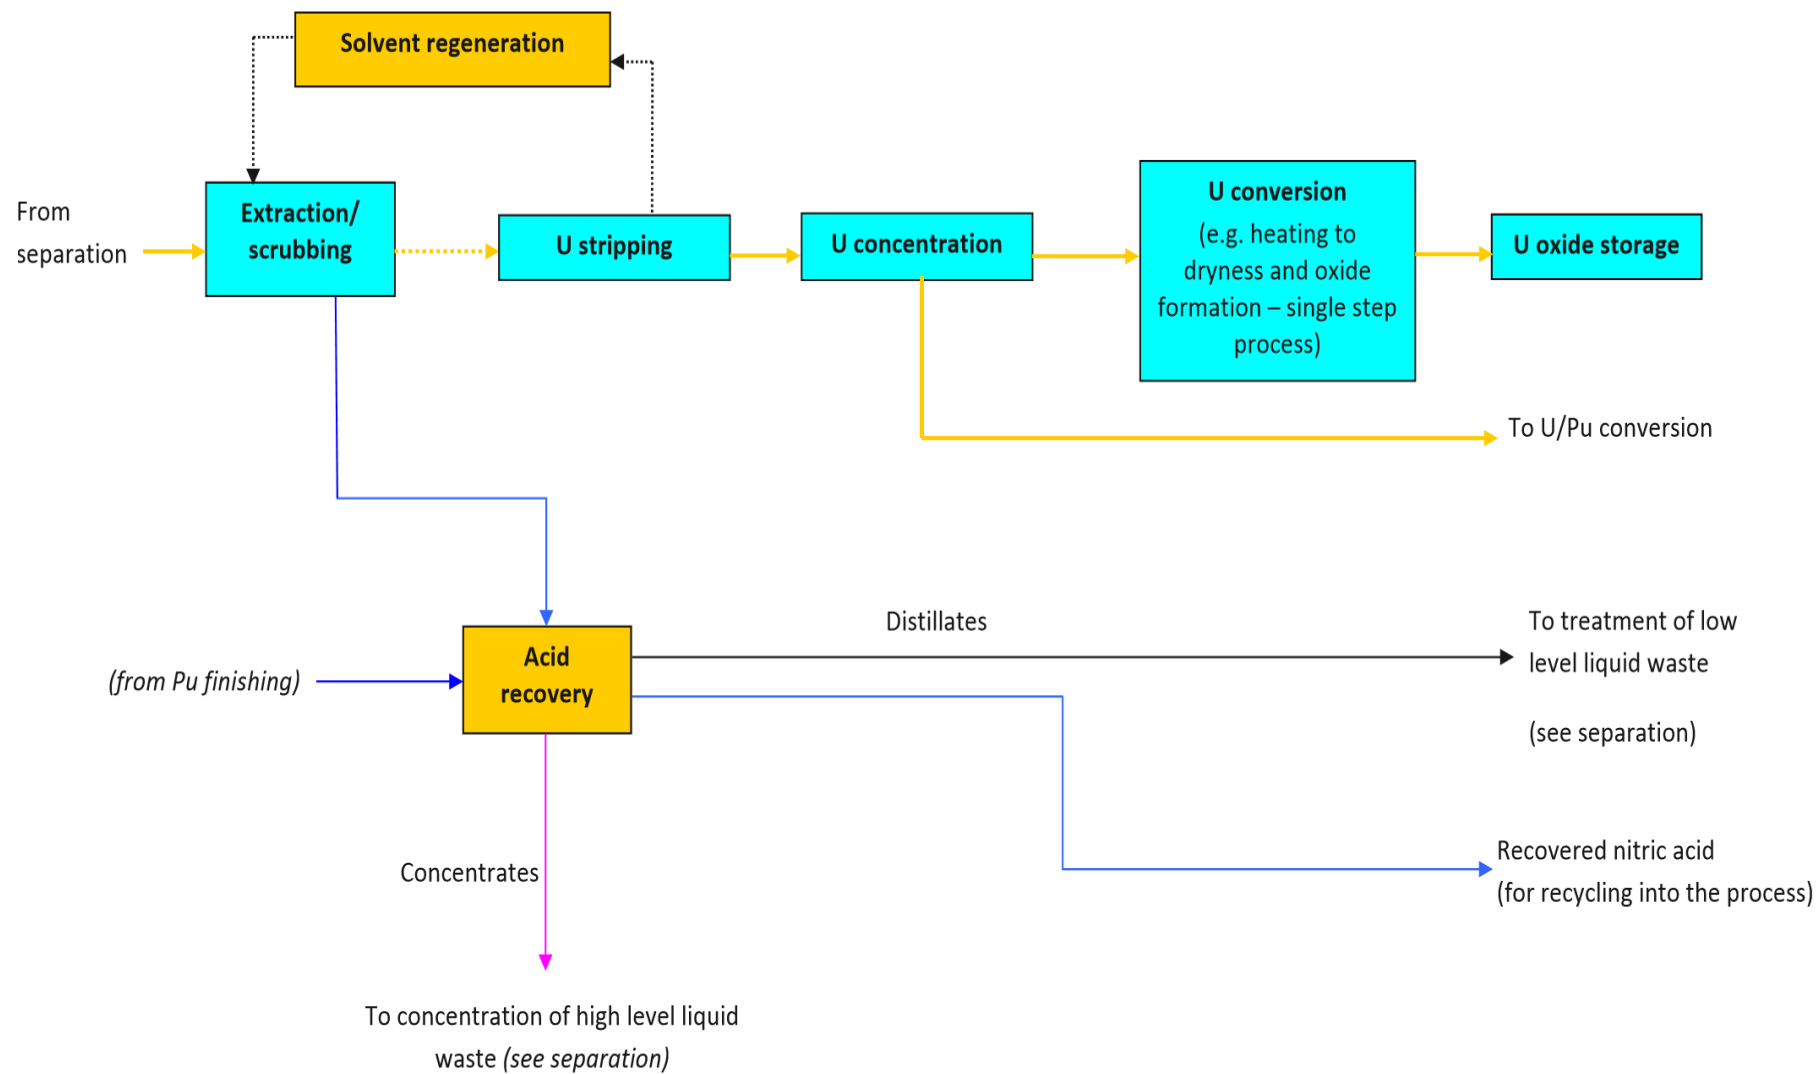 Solvent regeneration
From
separation
Extraction/
scrubbing
U stripping
U concentration
U conversion
(e.g. heating to
dryness and oxide
formation – single step
process)
U oxide storage
To U/Pu conversion
Distillates
To treatment of low
level liquid waste
(see separation)
Acid
recovery
(from Pu finishing)
Recovered nitric acid
(for recycling into the process)
Concentrates
To concentration of high level liquid
waste (see separation)